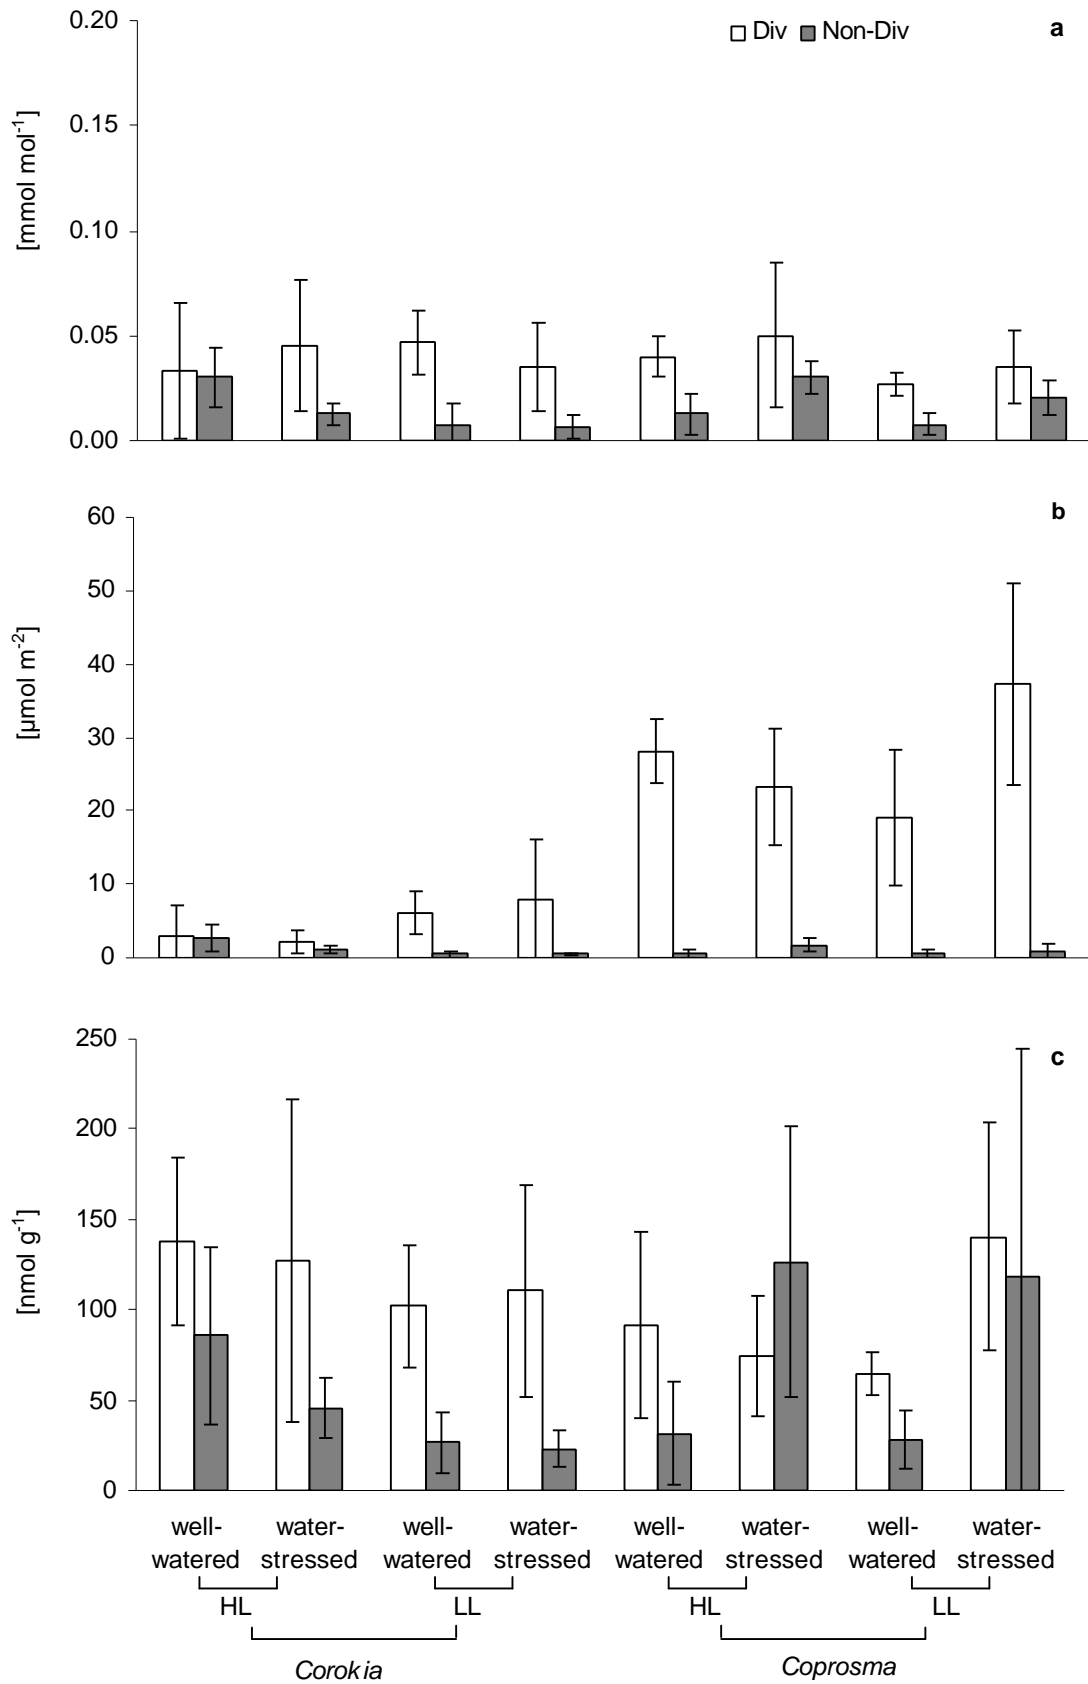 0.20
Div Non-Div
a
0.15
0.10
0.05
0.00
[mmol mol⁻¹]
60
b
50
40
30
20
10
0
[µmol m⁻²]
250
c
200
150
100
50
0
[nmol g⁻¹]
well- water- well- water- well- water- well- water-
watered stressed watered stressed watered stressed watered stressed
HL LL HL LL
Corokia Coprosma